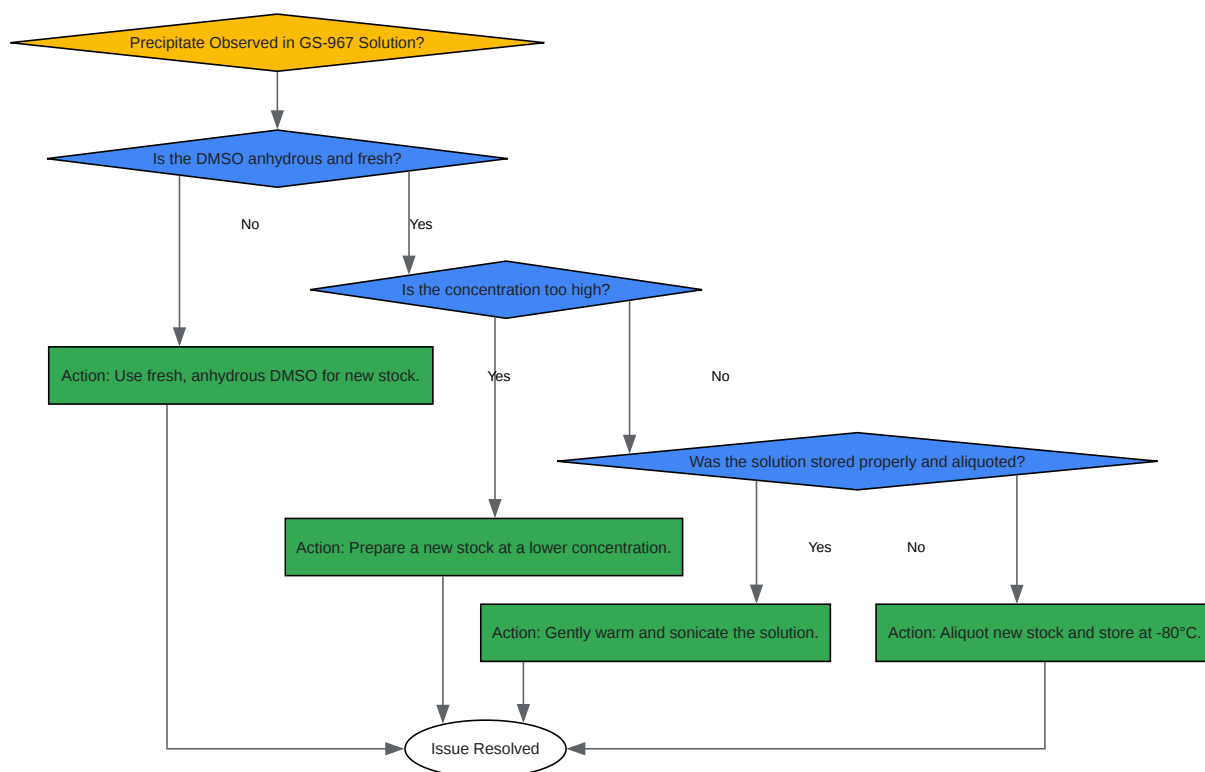 Precipitate Observed in GS-967 Solution?
Is the DMSO anhydrous and fresh?
No
Yes
Is the concentration too high?
Action: Use fresh, anhydrous DMSO for new stock.
Yes
No
Was the solution stored properly and aliquoted?
Action: Prepare a new stock at a lower concentration.
Yes
No
Action: Gently warm and sonicate the solution.
Action: Aliquot new stock and store at -80°C.
Issue Resolved